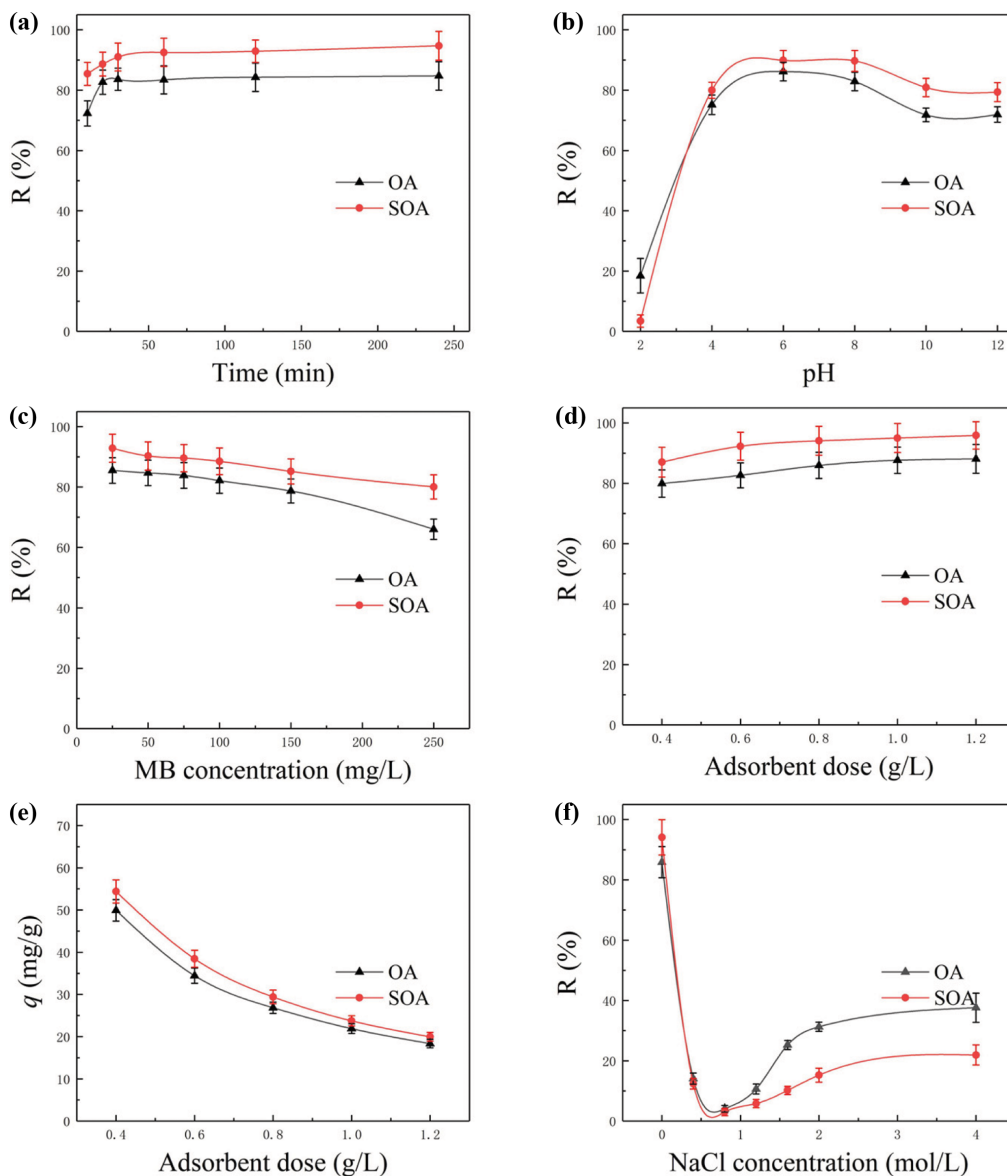 (a)
100
80
60
40
20
0
R (%)
OA
SOA
50 100 150 200 250
Time (min)
(b)
100
80
60
40
20
0
R (%)
OA
SOA
2 4 6 8 10 12
pH
(c)
100
80
60
40
20
0
R (%)
OA
SOA
0 50 100 150 200 250
MB concentration (mg/L)
(d)
100
80
60
40
20
0
R (%)
OA
SOA
0.4 0.6 0.8 1.0 1.2
Adsorbent dose (g/L)
(e)
70
60
50
40
30
20
10
0
q (mg/g)
OA
SOA
0.4 0.6 0.8 1.0 1.2
Adsorbent dose (g/L)
(f)
100
80
60
40
20
0
R (%)
OA
SOA
0 1 2 3 4
NaCl concentration (mol/L)